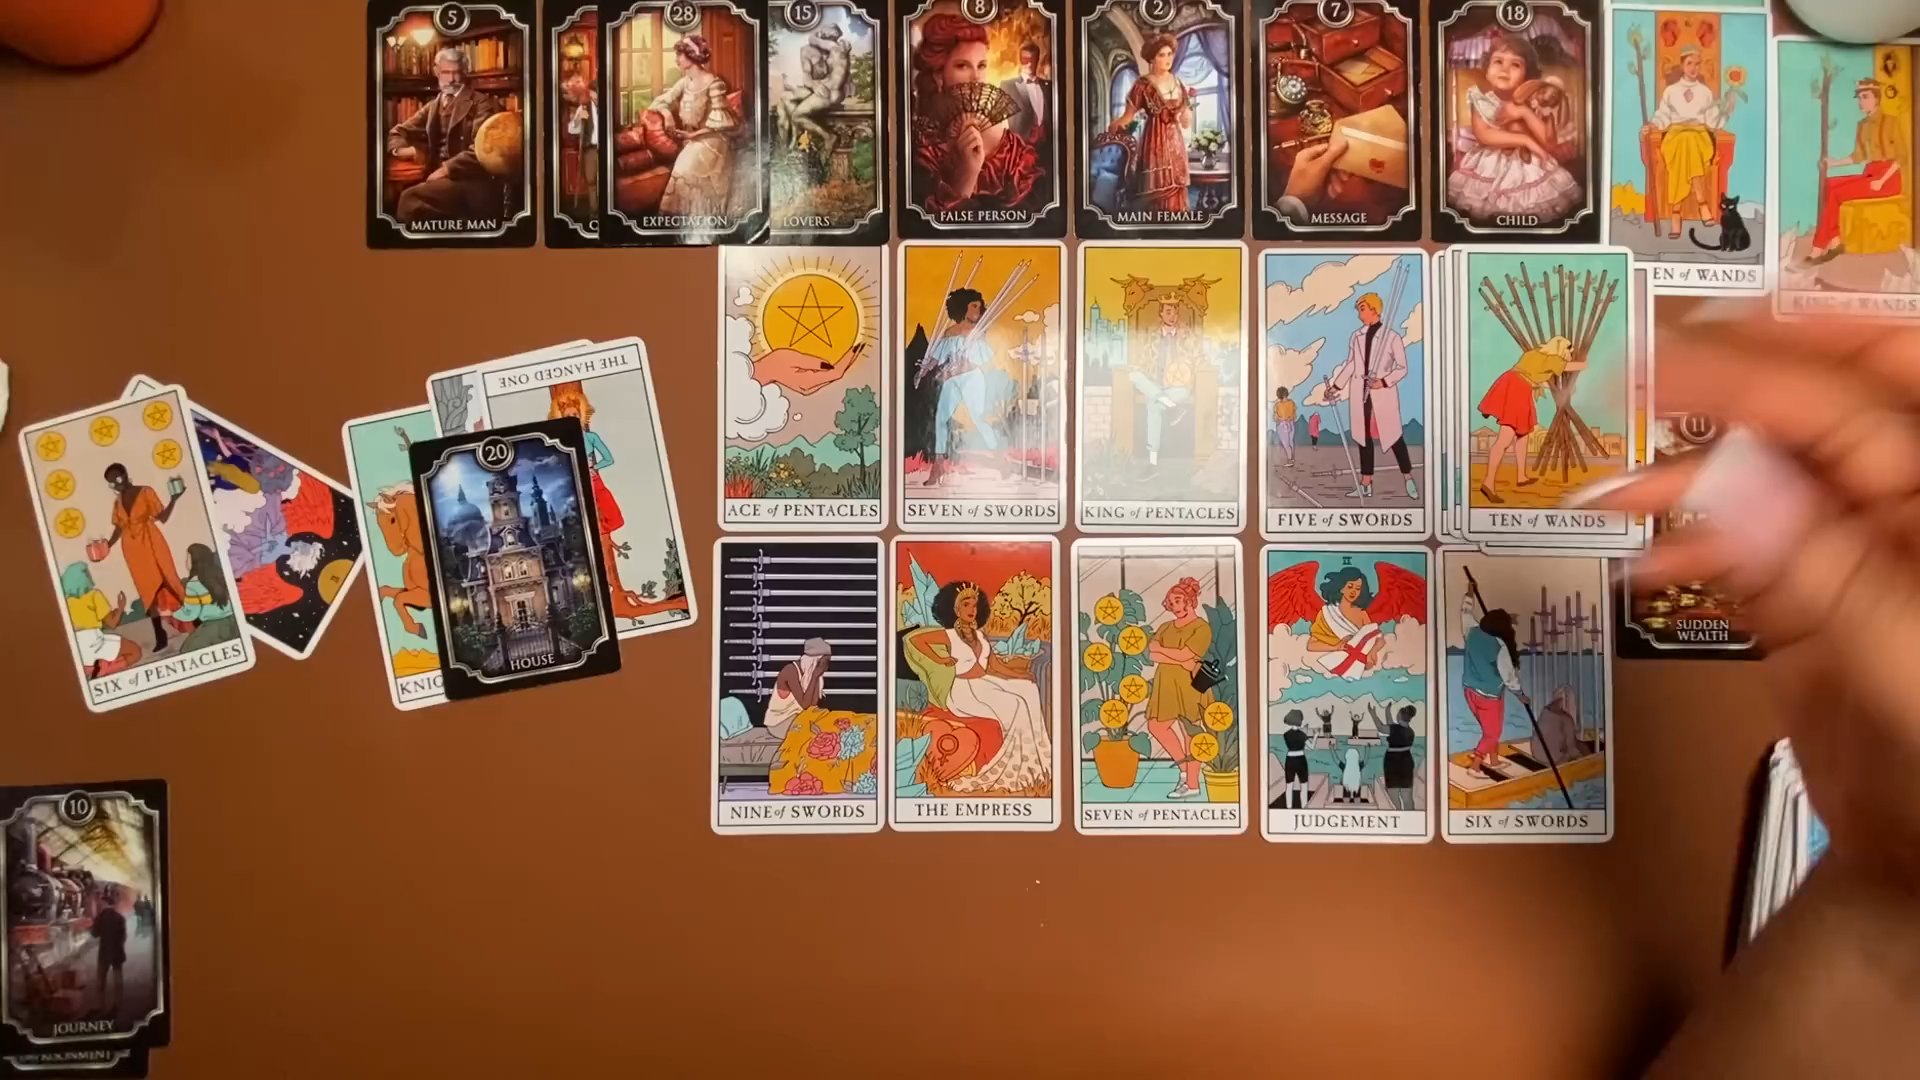 5
MATURE MAN
C
28
EXPECTATION
15
LOVERS
8
FALSE PERSON
2
MAIN FEMALE
7
MESSAGE
18
CHILD
EN of WANDS
KING of WANDS
THE HANGED ONE
SIX of PENTACLES
KNIG
20
HOUSE
ACE of PENTACLES
SEVEN of SWORDS
KING of PENTACLES
FIVE of SWORDS
TEN of WANDS
11
SUDDEN
WEALTH
NINE of SWORDS
THE EMPRESS
SEVEN of PENTACLES
JUDGEMENT
SIX of SWORDS
10
JOURNEY